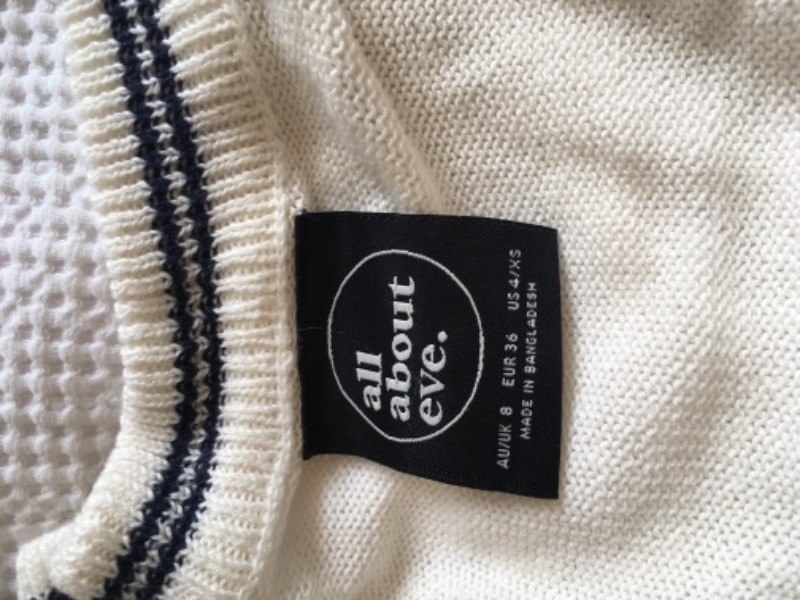 all
about
eve.
AU/UK 8 EUR 36 US 4/XS
MADE IN BANGLADESH